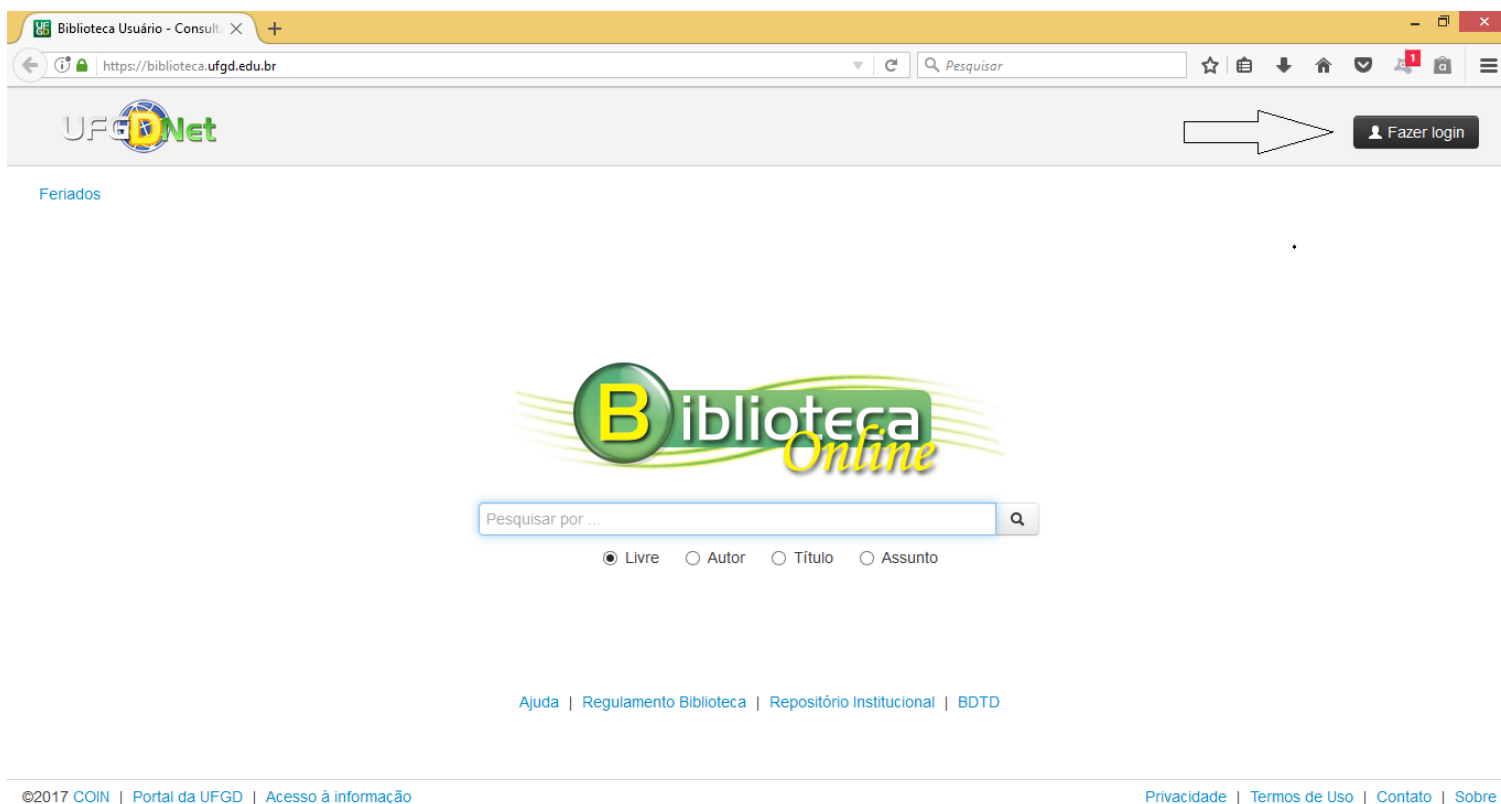 UFGD Biblioteca Usuário - Consult
https://biblioteca.ufgd.edu.br
Pesquisar
1
a
UFGDNet
Fazer login
Feriados
Biblioteca
Online
Pesquisar por ...
Livre Autor Título Assunto
Ajuda | Regulamento Biblioteca | Repositório Institucional | BDTD
©2017 COIN | Portal da UFGD | Acesso à informação
Privacidade | Termos de Uso | Contato | Sobre